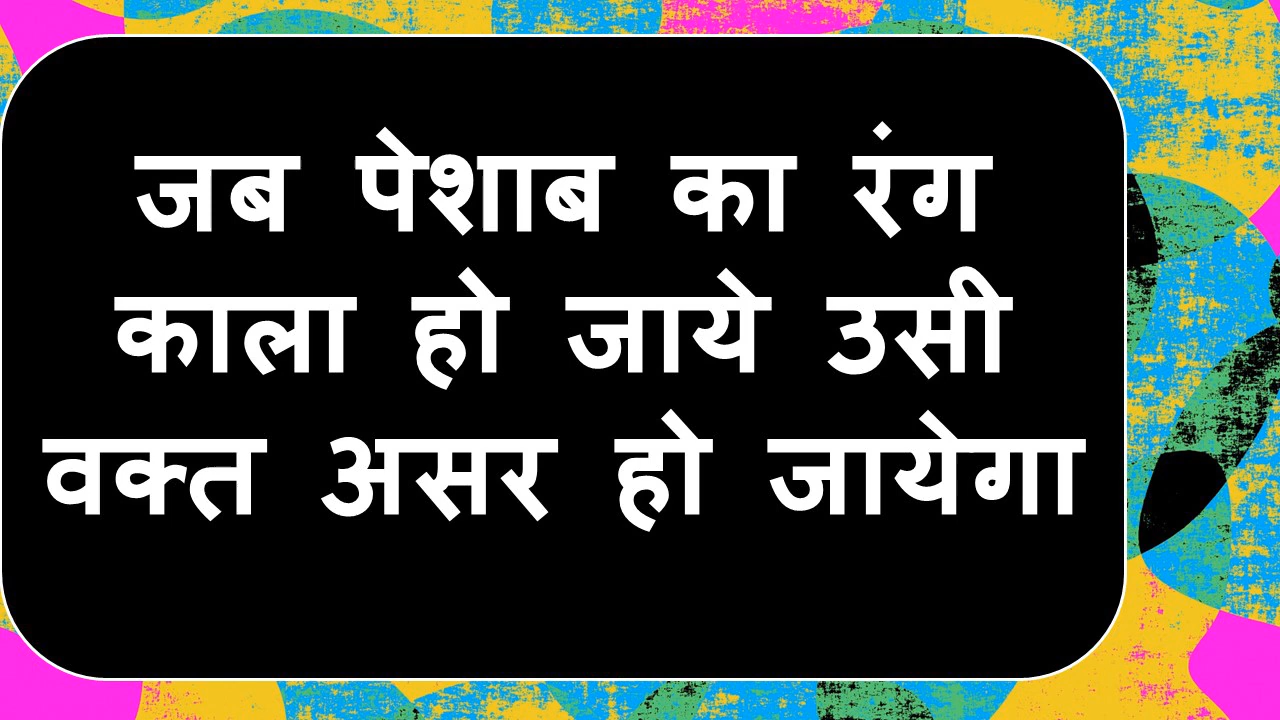 जब पेशाब का रंग
काला हो जाये उसी
वक्त असर हो जायेगा